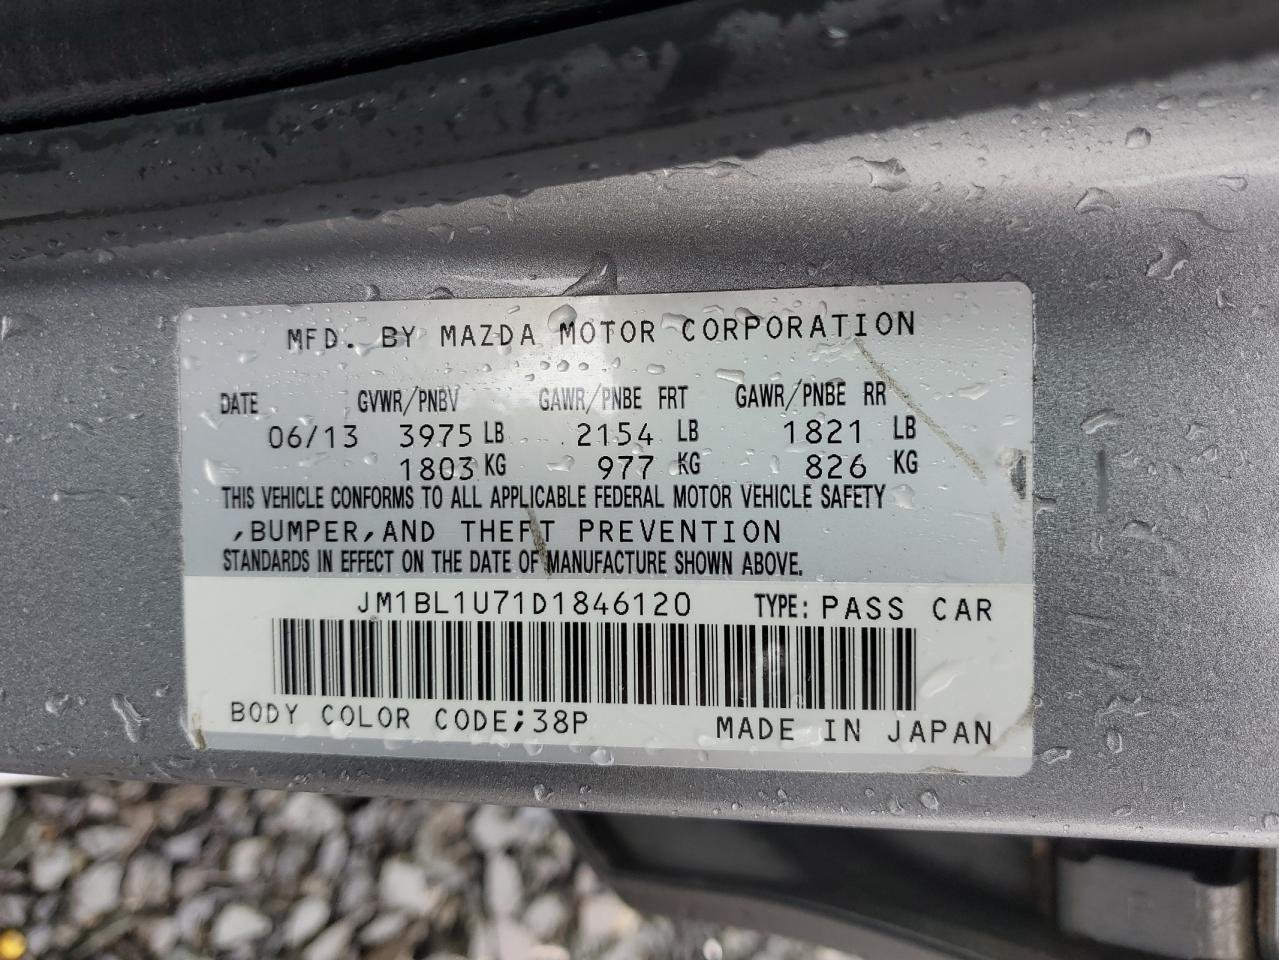 MFD. BY MAZDA MOTOR CORPORATION
DATE GVWR/PNBV GAWR/PNBE FRT GAWR/PNBE RR
06/13 3975 LB 2154 LB 1821 LB
1803 KG 977 KG 826 KG
THIS VEHICLE CONFORMS TO ALL APPLICABLE FEDERAL MOTOR VEHICLE SAFETY
,BUMPER,AND THEFT PREVENTION
STANDARDS IN EFFECT ON THE DATE OF MANUFACTURE SHOWN ABOVE.
JM1BL1U71D1846120 TYPE: PASS CAR
BODY COLOR CODE;38P MADE IN JAPAN